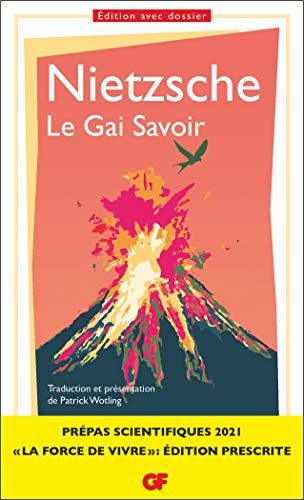 Édition avec dossier
Nietzsche
Le Gai Savoir
Traduction et présentation
de Patrick Wotling
PRÉPAS SCIENTIFIQUES 2021
« LA FORCE DE VIVRE » : ÉDITION PRESCRITE
GF